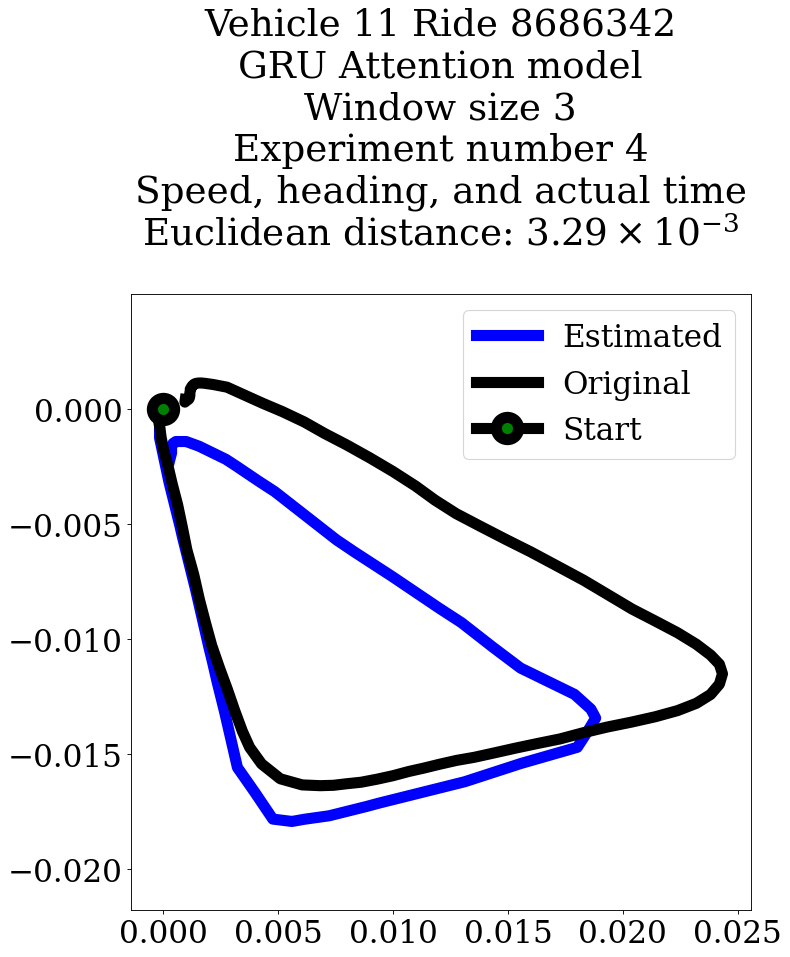 Vehicle 11 Ride 8686342
GRU Attention model
Window size 3
Experiment number 4
Speed, heading, and actual time
Euclidean distance: 3.29 × 10⁻³
Estimated
Original
Start
0.000
−0.005
−0.010
−0.015
−0.020
0.000 0.005 0.010 0.015 0.020 0.025